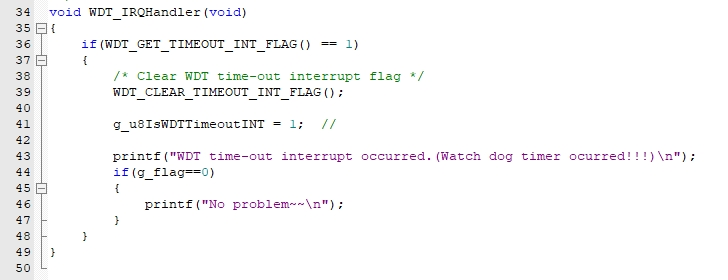 34 void WDT_IRQHandler(void)
35 {
36 if(WDT_GET_TIMEOUT_INT_FLAG() == 1)
37 {
38 /* Clear WDT time-out interrupt flag */
39 WDT_CLEAR_TIMEOUT_INT_FLAG();
40
41 g_u8IsWDTTimeoutINT = 1; //
42
43 printf("WDT time-out interrupt occurred.(Watch dog timer ocurred!!!)\n");
44 if(g_flag==0)
45 {
46 printf("No problem~~\n");
47 }
48 }
49 }
50